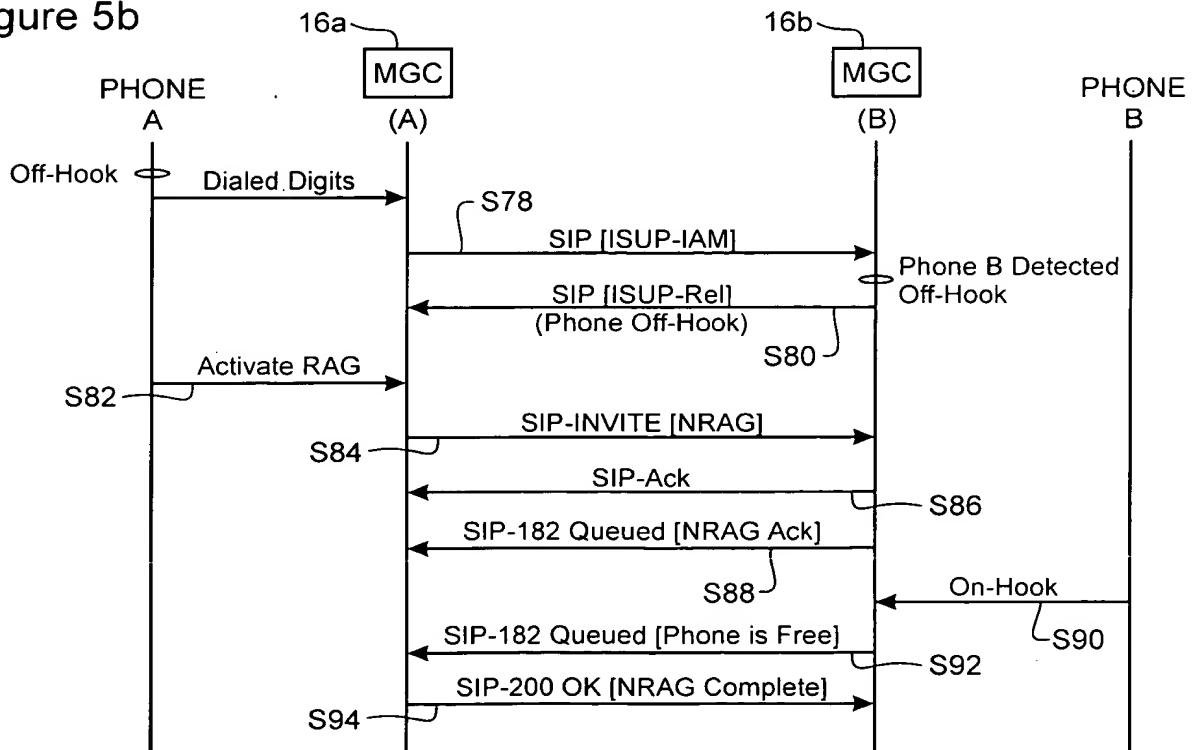 gure 5b
16a
16b
MGC
MGC
PHONE
A
(A)
(B)
PHONE
B
Off-Hook
Dialed Digits
S78
SIP [ISUP-IAM]
Phone B Detected
Off-Hook
SIP [ISUP-Rel]
(Phone Off-Hook)
S80
Activate RAG
S82
SIP-INVITE [NRAG]
S84
SIP-Ack
S86
SIP-182 Queued [NRAG Ack]
S88
On-Hook
S90
SIP-182 Queued [Phone is Free]
S92
SIP-200 OK [NRAG Complete]
S94